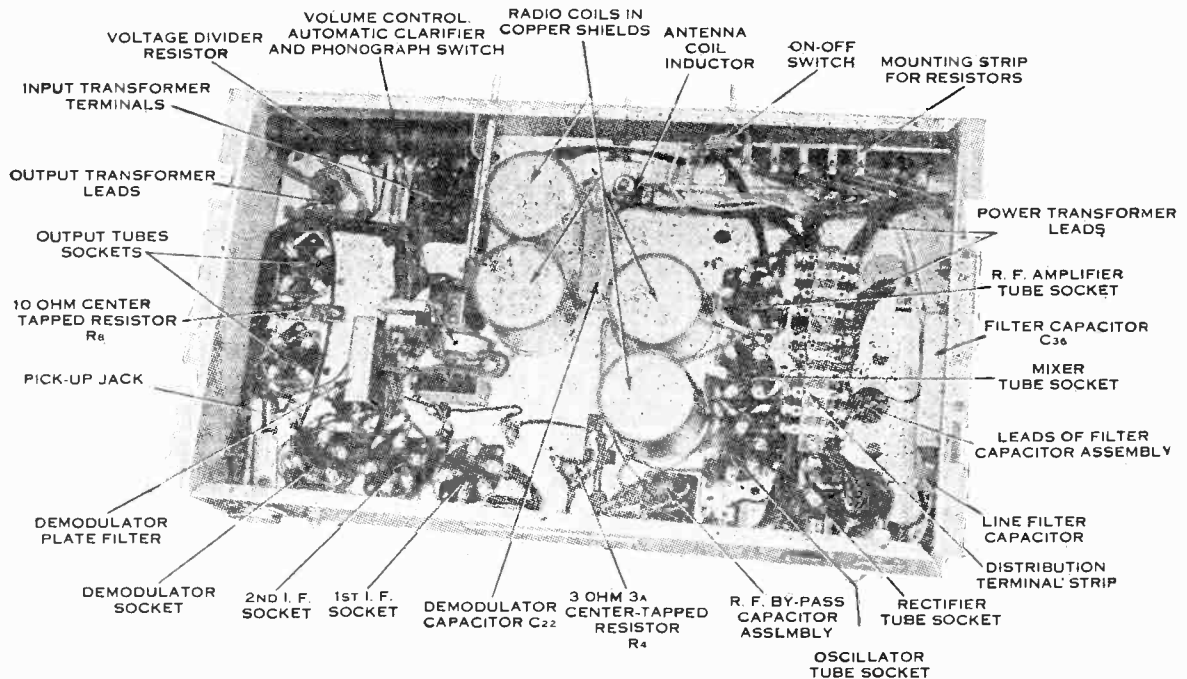 VOLTAGE DIVIDER
RESISTOR
VOLUME CONTROL.
AUTOMATIC CLARIFIER
AND PHONOGRAPH SWITCH
RADIO COILS IN
COPPER SHIELDS
ANTENNA
COIL
INDUCTOR
ON-OFF
SWITCH
MOUNTING STRIP
FOR RESISTORS
INPUT TRANSFORMER
TERMINALS
OUTPUT TRANSFORMER
LEADS
OUTPUT TUBES
SOCKETS
10 OHM CENTER
TAPPED RESISTOR
R8
PICK-UP JACK
DEMODULATOR
PLATE FILTER
DEMODULATOR
SOCKET
2ND I. F.
SOCKET
1ST I. F.
SOCKET
DEMODULATOR
CAPACITOR C22
3 OHM 3A
CENTER-TAPPED
RESISTOR
R4
R. F. BY-PASS
CAPACITOR
ASSEMBLY
OSCILLATOR
TUBE SOCKET
RECTIFIER
TUBE SOCKET
DISTRIBUTION
TERMINAL STRIP
LINE FILTER
CAPACITOR
LEADS OF FILTER
CAPACITOR ASSEMBLY
MIXER
TUBE SOCKET
FILTER CAPACITOR
C36
R. F. AMPLIFIER
TUBE SOCKET
POWER TRANSFORMER
LEADS